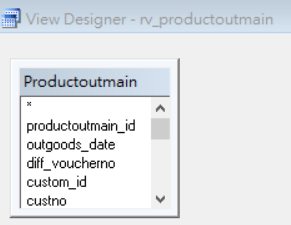 View Designer - rv_productoutmain
Productoutmain
*
productoutmain_id
outgoods_date
diff_voucherno
custom_id
custno